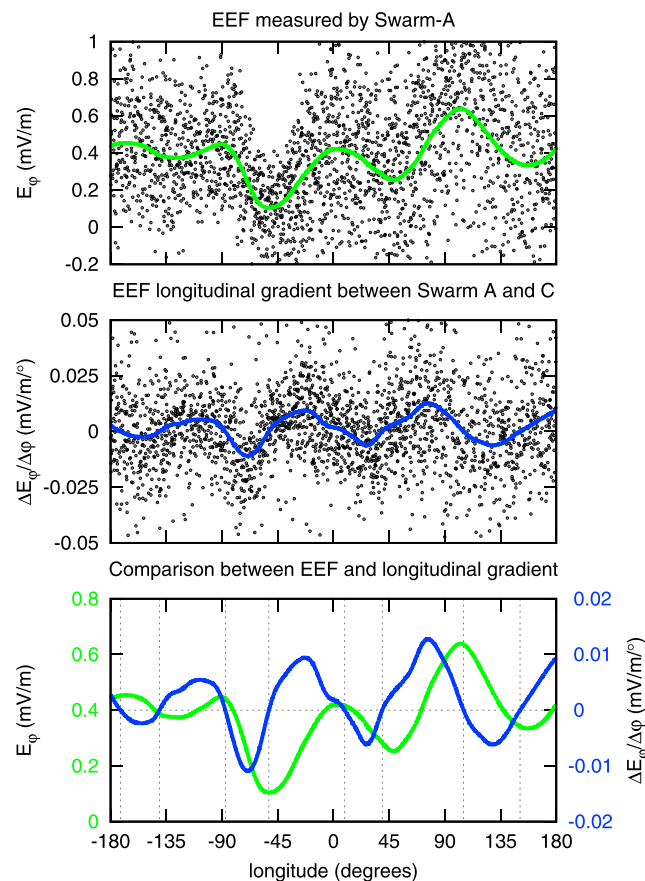 EEF measured by Swarm-A
1
0.8
0.6
0.4
0.2
0
-0.2
Eφ (mV/m)
EEF longitudinal gradient between Swarm A and C
0.05
0.025
0
-0.025
-0.05
ΔEφ/Δφ (mV/m/°)
Comparison between EEF and longitudinal gradient
0.8
0.6
0.4
0.2
0
Eφ (mV/m)
0.02
0.01
0
-0.01
-0.02
ΔEφ/Δφ (mV/m/°)
-180 -135 -90 -45 0 45 90 135 180
longitude (degrees)